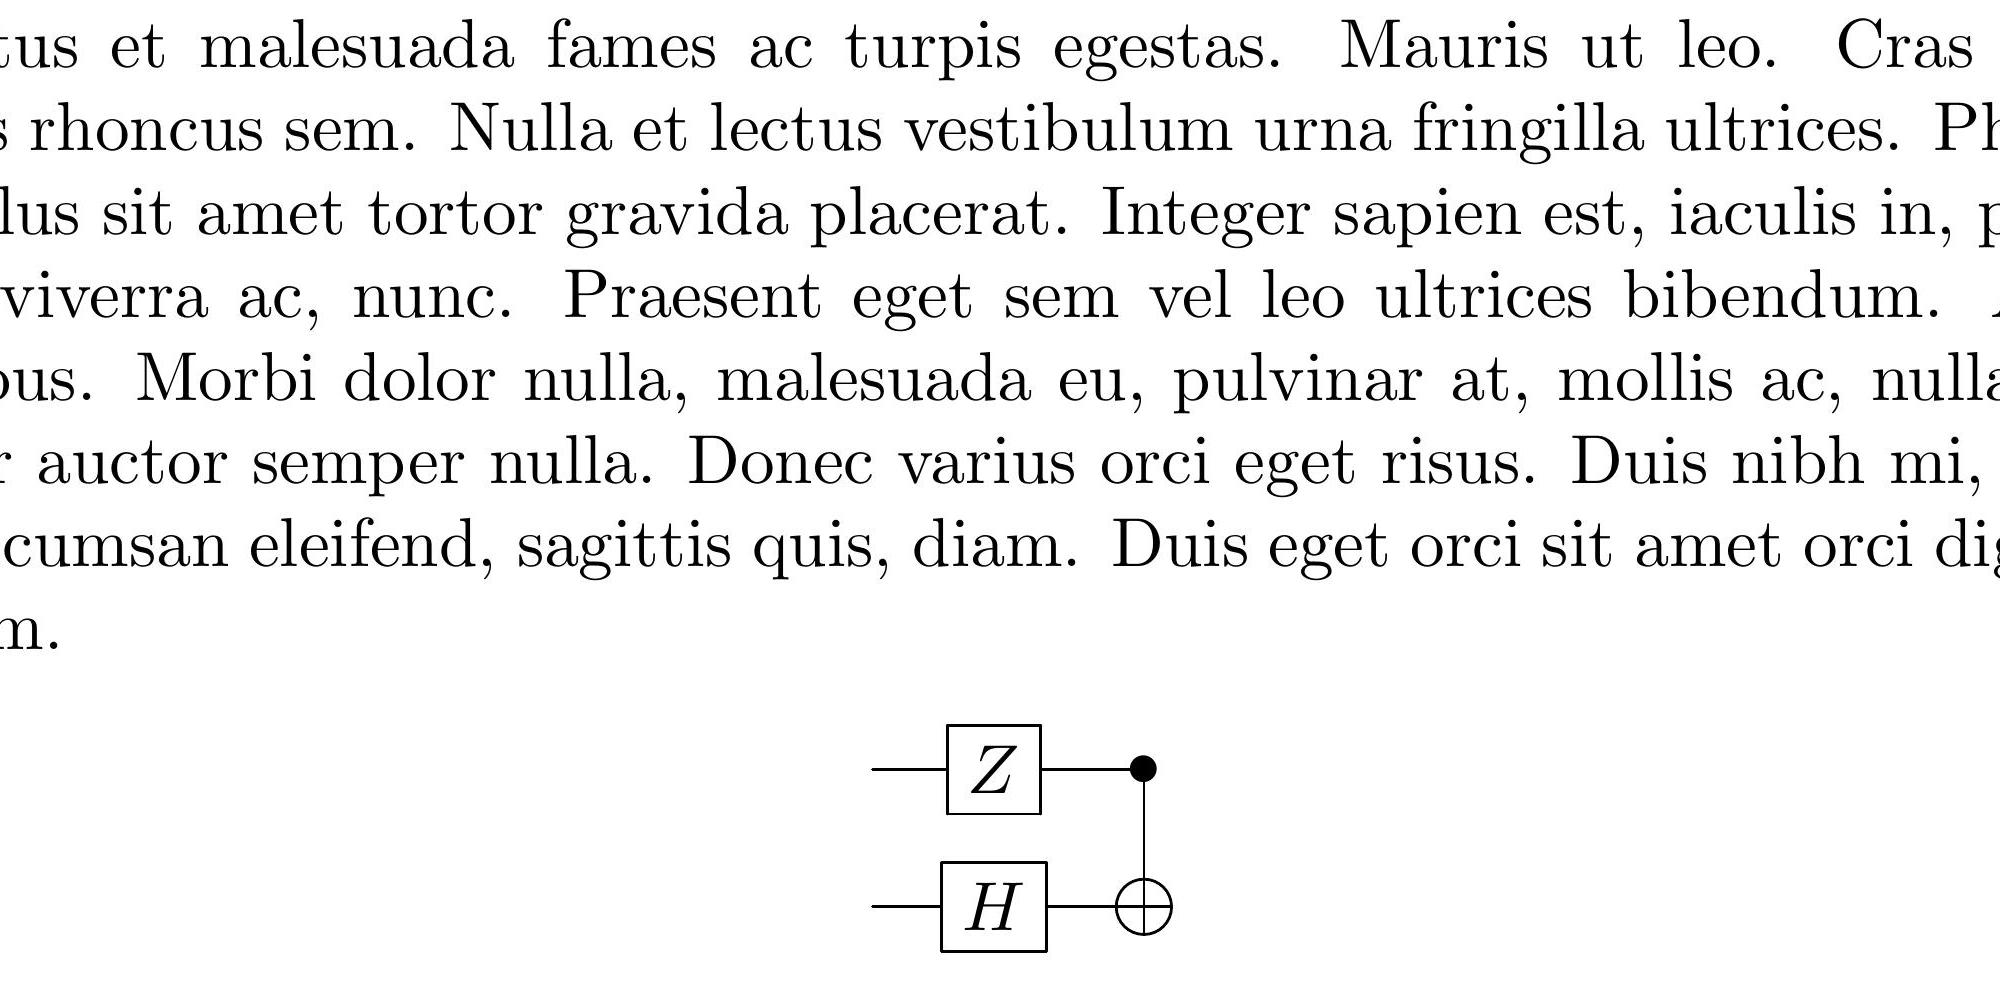 tus et malesuada fames ac turpis egestas. Mauris ut leo. Cras
s rhoncus sem. Nulla et lectus vestibulum urna fringilla ultrices. Ph
lus sit amet tortor gravida placerat. Integer sapien est, iaculis in, p
viverra ac, nunc. Praesent eget sem vel leo ultrices bibendum.
bus. Morbi dolor nulla, malesuada eu, pulvinar at, mollis ac, nulla
r auctor semper nulla. Donec varius orci eget risus. Duis nibh mi,
cumsan eleifend, sagittis quis, diam. Duis eget orci sit amet orci dig
m.
Z
H